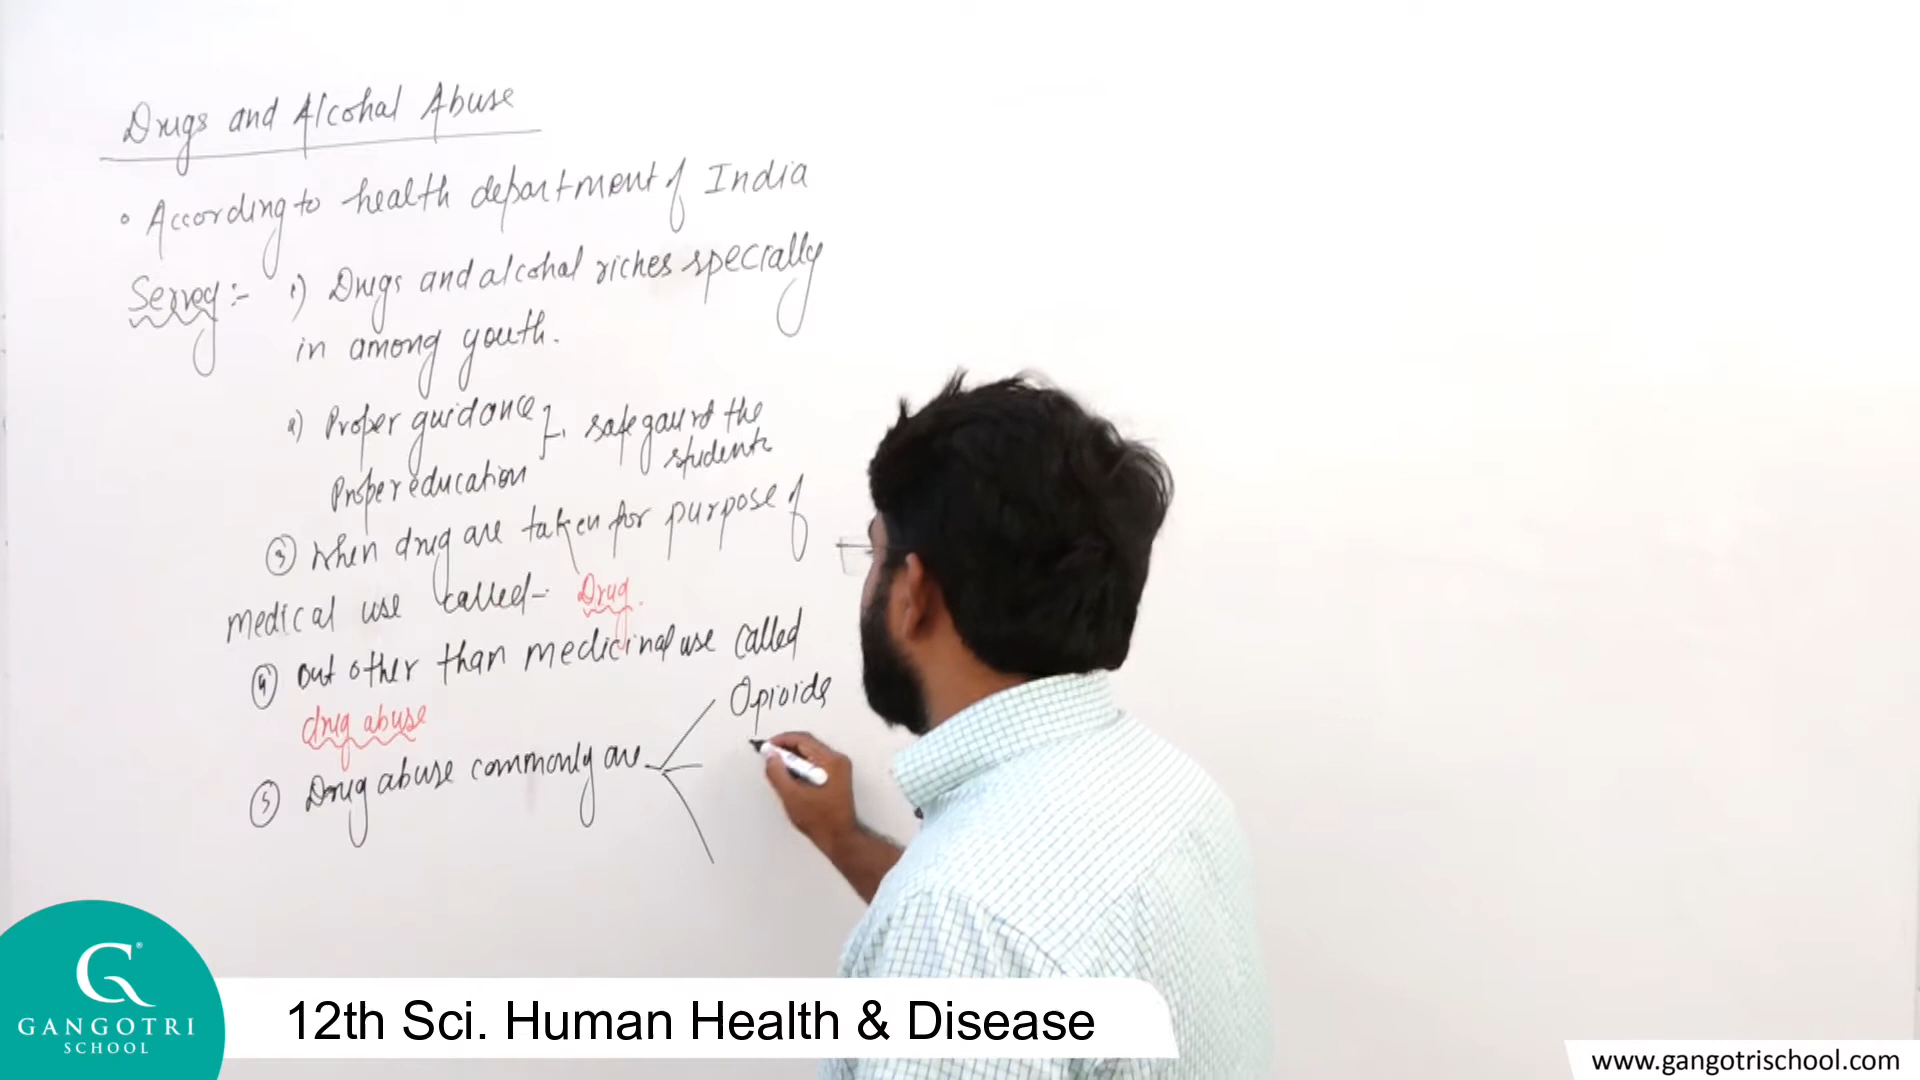 Drugs and Alcohal Abuse
• According to health department of India
Servey :- 1) Drugs and alcohal riches specially
in among youth.
2) Proper guidance safe gaurd the
students
Proper education
③ When drug are taken for purpose of
medical use called- Drug.
④ But other than medicinal use called
drug abuse
⑤ Drug abuse commonly are
Opioids
G
GANGOTRI
SCHOOL
12th Sci. Human Health & Disease
www.gangotrischool.com